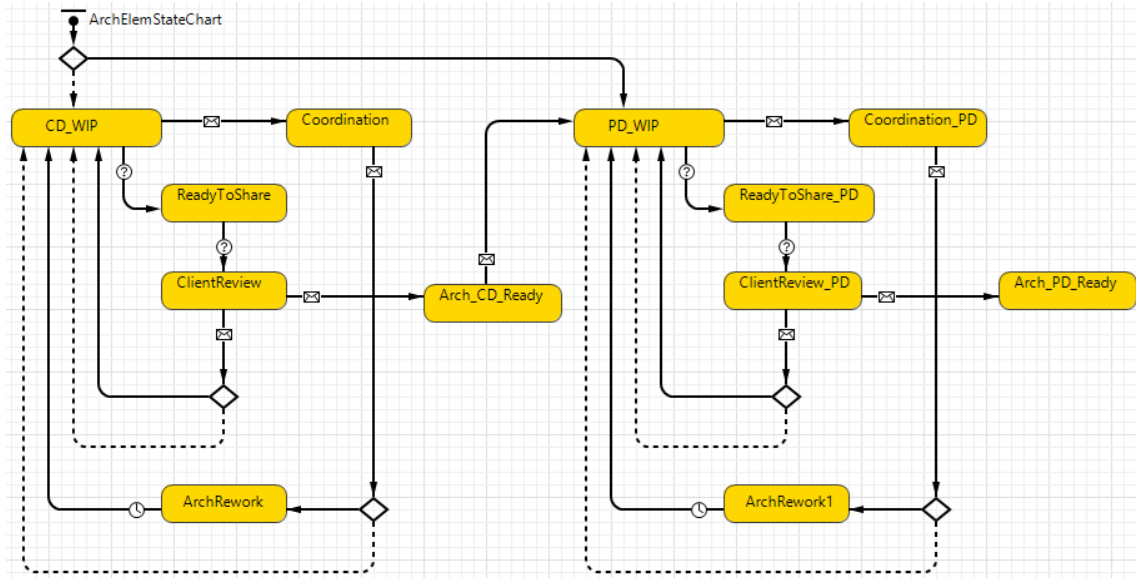 ArchElemStateChart
CD_WIP
Coordination
PD_WIP
Coordination_PD
?
?
ReadyToShare
ReadyToShare_PD
?
?
ClientReview
Arch_CD_Ready
ClientReview_PD
Arch_PD_Ready
ArchRework
ArchRework1